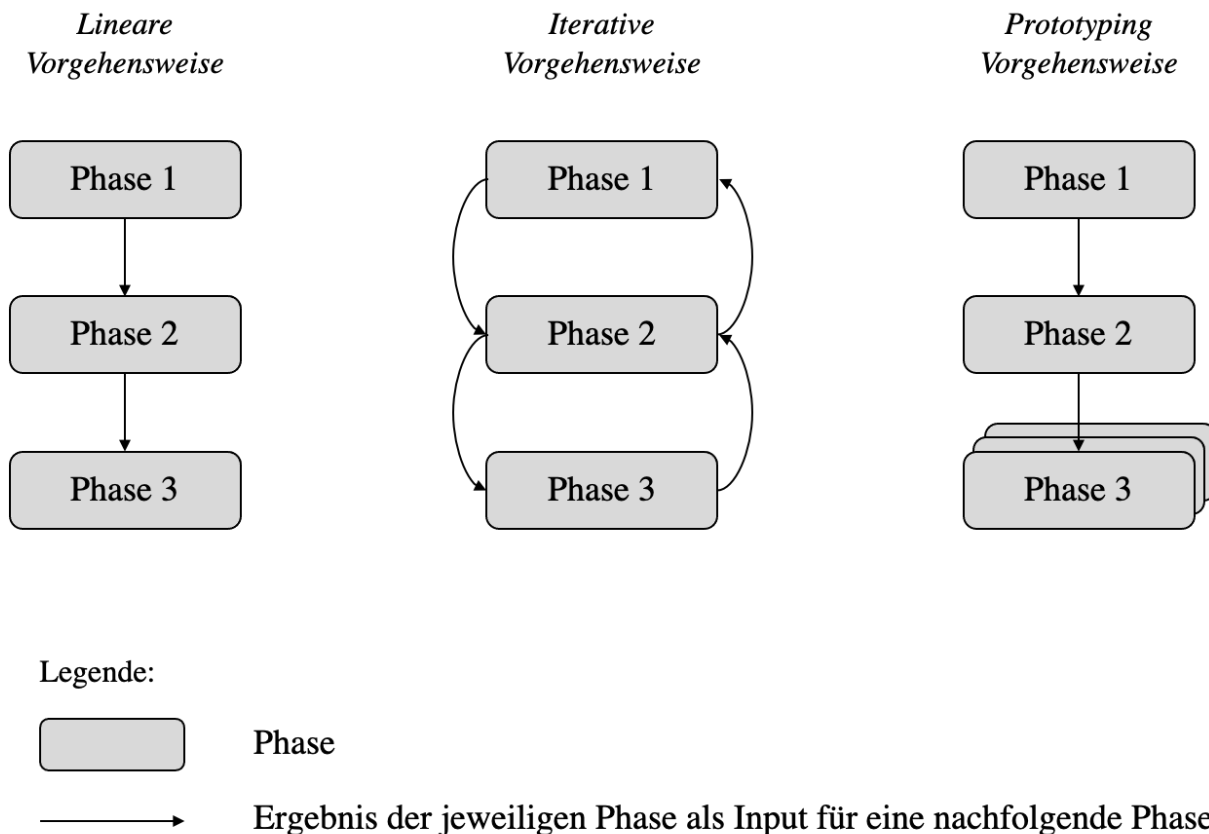 Lineare
Vorgehensweise
Iterative
Vorgehensweise
Prototyping
Vorgehensweise
Phase 1
Phase 1
Phase 1
Phase 2
Phase 2
Phase 2
Phase 3
Phase 3
Phase 3
Legende:
Phase
Ergebnis der jeweiligen Phase als Input für eine nachfolgende Phase